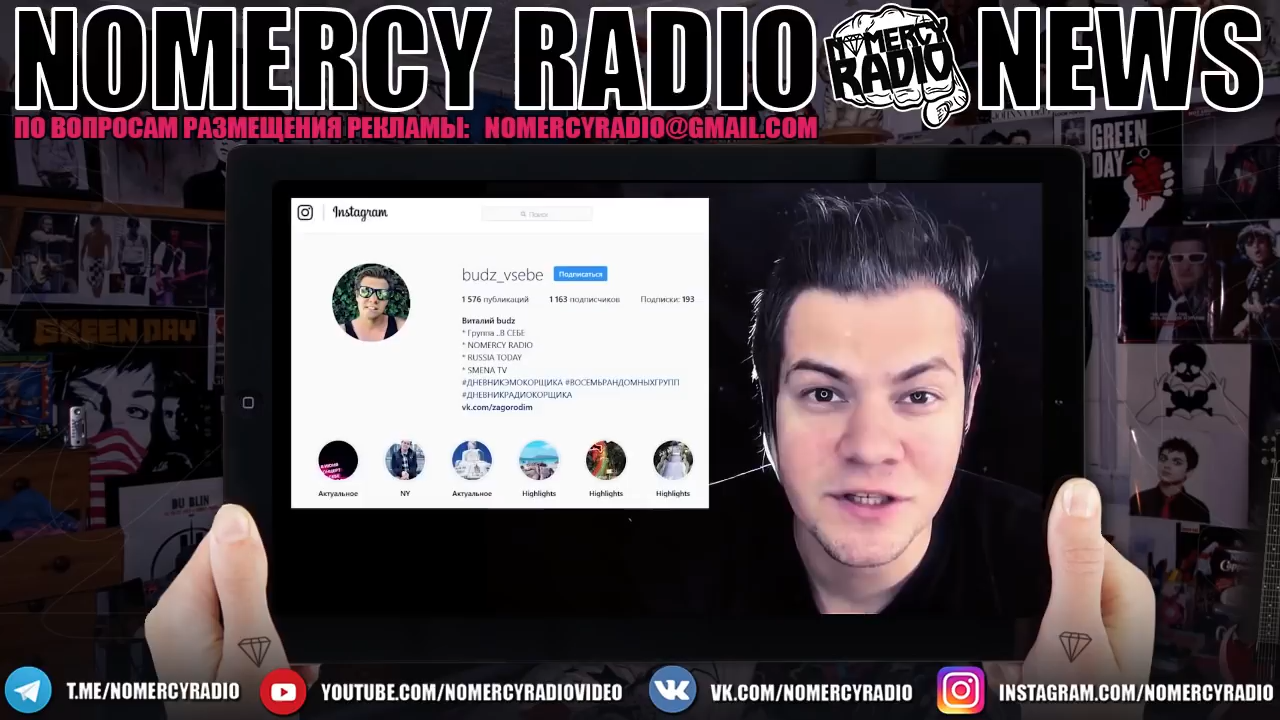 NOMERCY RADIO
NOMERCY
RADIO
NEWS
ПО ВОПРОСАМ РАЗМЕЩЕНИЯ РЕКЛАМЫ: NOMERCYRADIO@GMAIL.COM
GREEN
DAY
Instagram
Поиск
budz_vsebe
Подписаться
1 576 публикаций
1 163 подписчиков
Подписки: 193
Виталий budz
* Группа ..В СЕБЕ
* NOMERCY RADIO
* RUSSIA TODAY
* SMENA TV
#ДНЕВНИКЭМОКОРЩИКА #ВОСЕМЬРАНДОМНЫХГРУПП
#ДНЕВНИКРАДИОКОРЩИКА
vk.com/zagorodim
GREEN DAY
Актуальное
NY
Актуальное
Highlights
Highlights
Highlights
T.ME/NOMERCYRADIO
YOUTUBE.COM/NOMERCYRADIOVIDEO
VK.COM/NOMERCYRADIO
INSTAGRAM.COM/NOMERCYRADIO